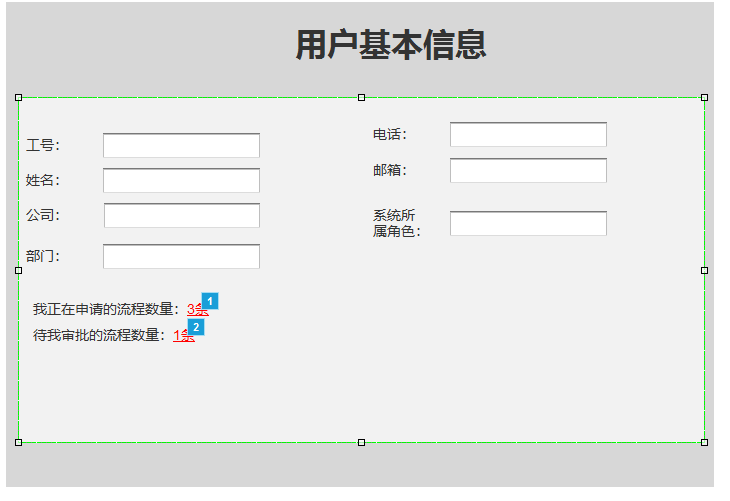 用户基本信息
工号：
姓名：
公司：
部门：
电话：
邮箱：
系统所
属角色：
我正在申请的流程数量：3条 1
待我审批的流程数量：1条 2